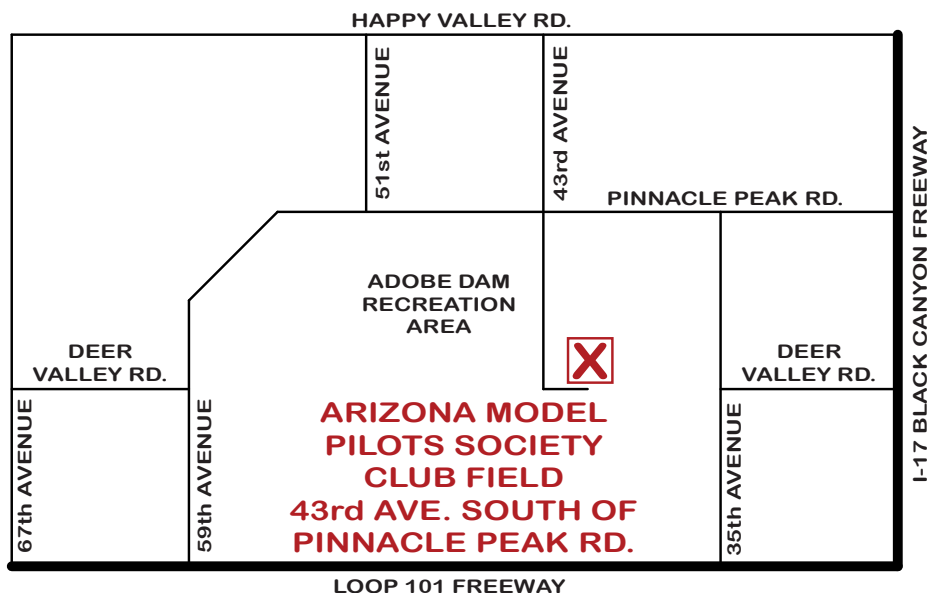 HAPPY VALLEY RD.
51st AVENUE
43rd AVENUE
PINNACLE PEAK RD.
I-17 BLACK CANYON FREEWAY
ADOBE DAM
RECREATION
AREA
DEER
VALLEY RD.
X
DEER
VALLEY RD.
67th AVENUE
59th AVENUE
ARIZONA MODEL
PILOTS SOCIETY
CLUB FIELD
43rd AVE. SOUTH OF
PINNACLE PEAK RD.
35th AVENUE
LOOP 101 FREEWAY